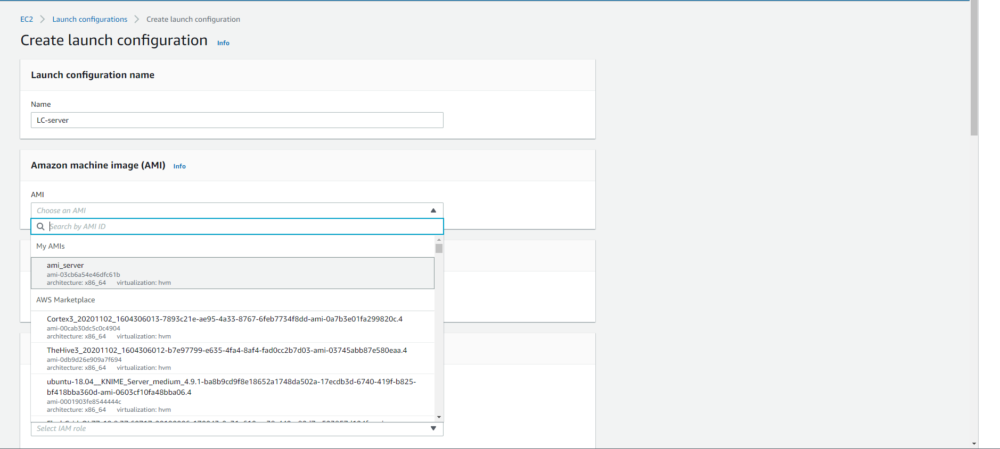 EC2 > Launch configurations > Create launch configuration
Create launch configuration Info
Launch configuration name
Name
LC-server
Amazon machine image (AMI) Info
AMI
Choose an AMI
Search by AMI ID
My AMIs
ami_server
ami-03cb6a54e46dfc61b
architecture: x86_64 virtualization: hvm
AWS Marketplace
Cortex3_20201102_1604306013-7893c21e-ae95-4a33-8767-6feb7734f8dd-ami-0a7b3e01fa299820c.4
ami-00cab30dc5c0c4904
architecture: x86_64 virtualization: hvm
TheHive3_20201102_1604306012-b7e97799-e635-4fa4-8af4-fad0cc2b7d03-ami-03745abb87e580eaa.4
ami-0db9d26e909a7f694
architecture: x86_64 virtualization: hvm
ubuntu-18.04__KNIME_Server_medium_4.9.1-ba8b9cd9f8e18652a1748da502a-17ecdb3d-6740-419f-b825-
bf418bba360d-ami-0603cf10fa48bba06.4
ami-0001903fe8544444c
architecture: x86_64 virtualization: hvm
Select IAM role